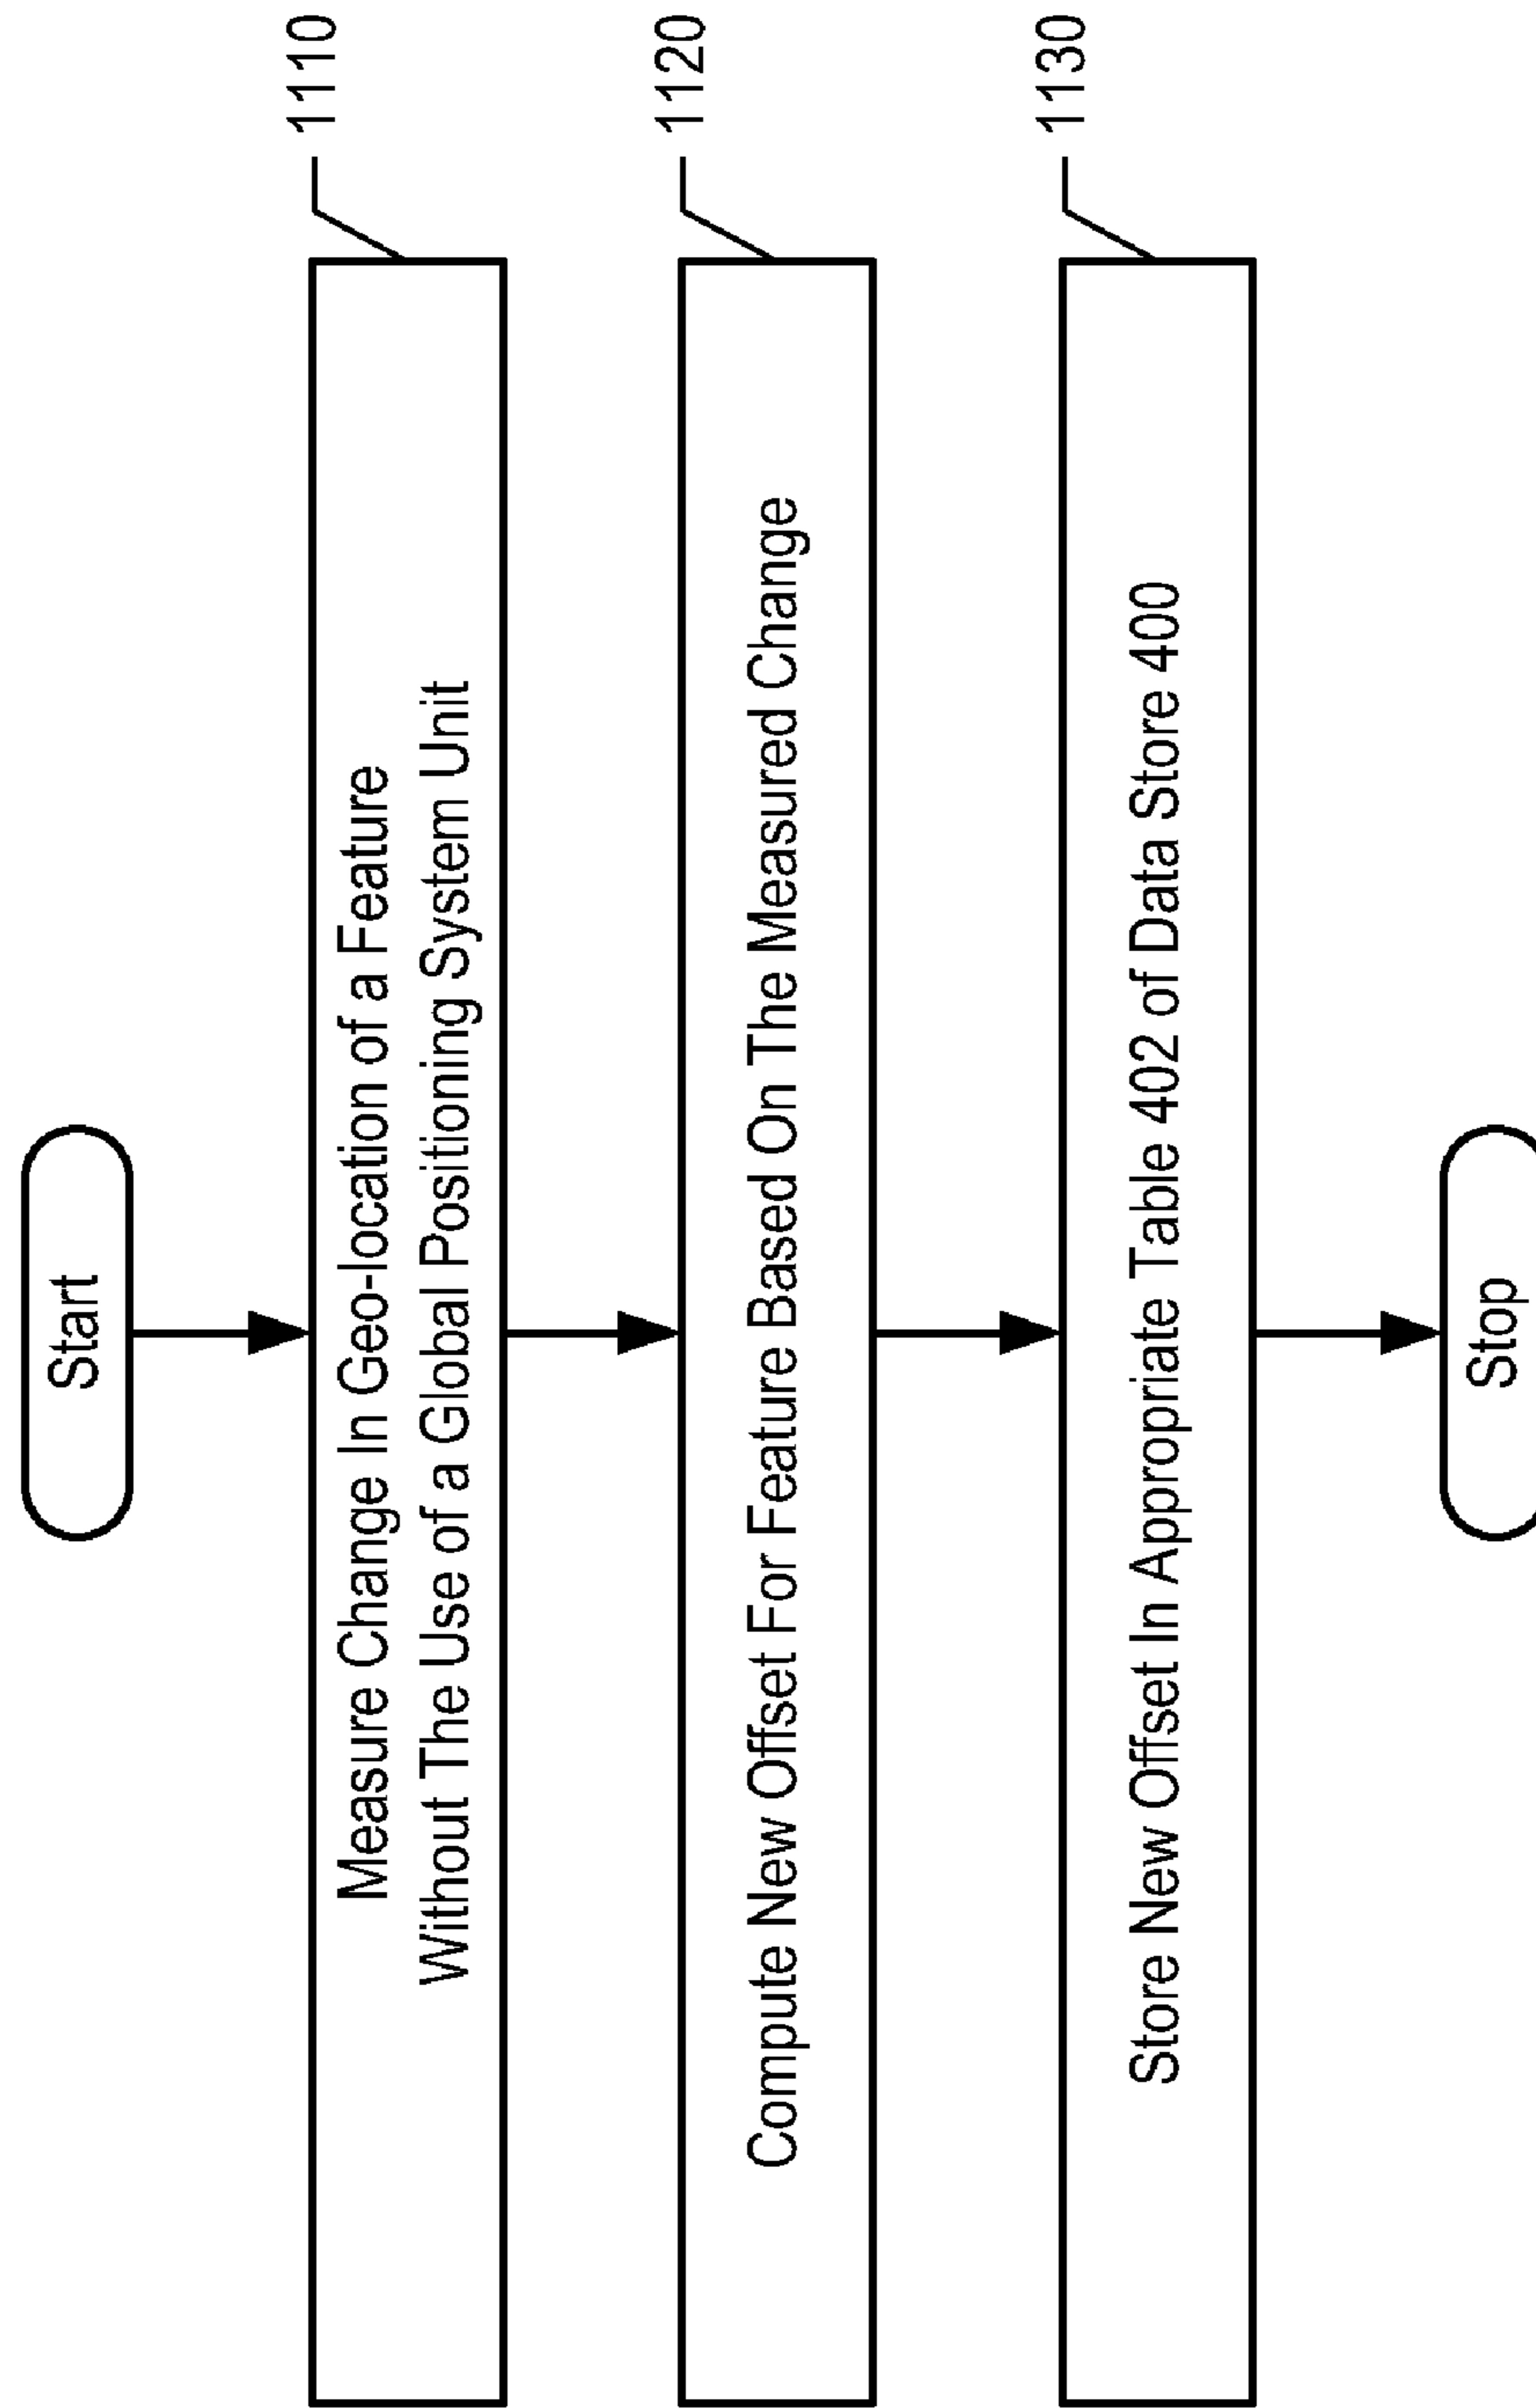 Start
1110
Measure Change In Geo-location of a Feature
Without The Use of a Global Positioning System Unit
1120
Compute New Offset For Feature Based On The Measured Change
1130
Store New Offset In Appropriate Table 402 of Data Store 400
Stop